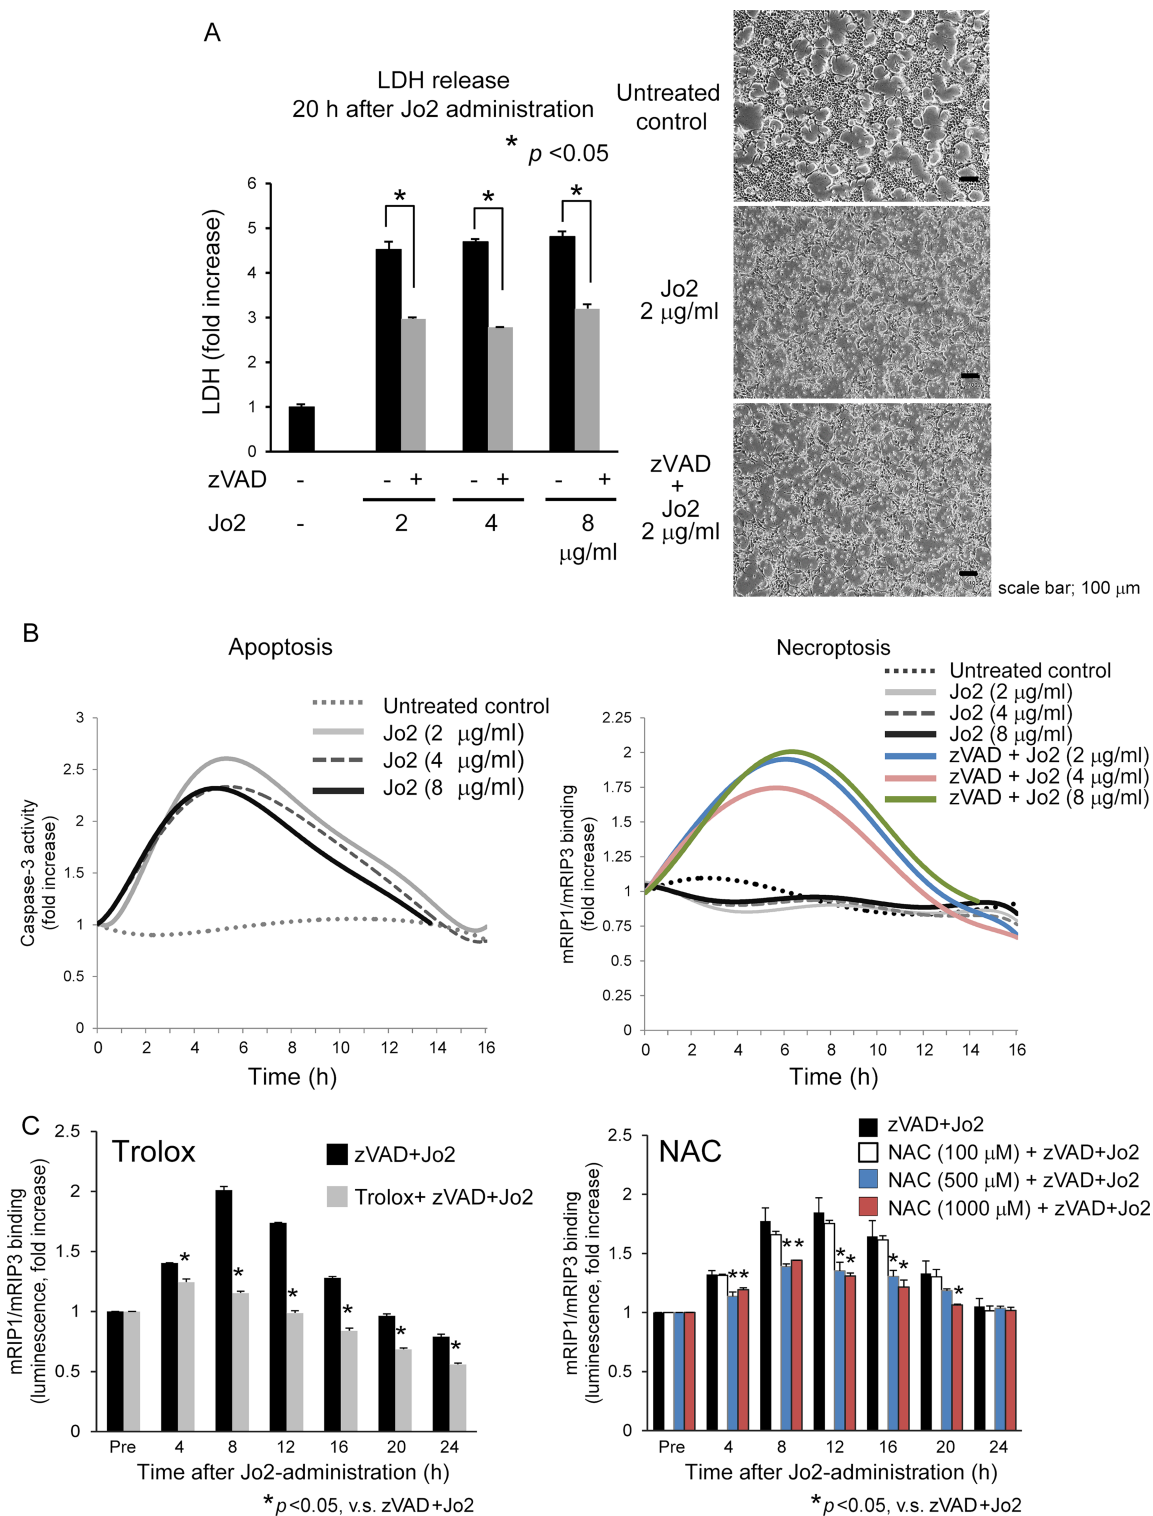 A
LDH release
20 h after Jo2 administration
* p <0.05
LDH (fold increase)
6
5
4
3
2
1
0
* * *
zVAD - - + - + - +
Jo2 - 2 4 8
μg/ml
Untreated
control
Jo2
2 μg/ml
zVAD
+
Jo2
2 μg/ml
scale bar; 100 μm
B
Apoptosis
Untreated control
Jo2 (2 μg/ml)
Jo2 (4 μg/ml)
Jo2 (8 μg/ml)
Caspase-3 activity
(fold increase)
3
2.5
2
1.5
1
0.5
0
0 2 4 6 8 10 12 14 16
Time (h)
Necroptosis
Untreated control
Jo2 (2 μg/ml)
Jo2 (4 μg/ml)
Jo2 (8 μg/ml)
zVAD + Jo2 (2 μg/ml)
zVAD + Jo2 (4 μg/ml)
zVAD + Jo2 (8 μg/ml)
mRIP1/mRIP3 binding
(fold increase)
2.25
2
1.75
1.5
1.25
1
0.75
0.5
0.25
0
0 2 4 6 8 10 12 14 16
Time (h)
C
Trolox
zVAD+Jo2
Trolox+ zVAD+Jo2
mRIP1/mRIP3 binding
(luminescence, fold increase)
2.5
2
1.5
1
0.5
0
* * * * * *
Pre 4 8 12 16 20 24
Time after Jo2-administration (h)
*p<0.05, v.s. zVAD+Jo2
NAC
zVAD+Jo2
NAC (100 μM) + zVAD+Jo2
NAC (500 μM) + zVAD+Jo2
NAC (1000 μM) + zVAD+Jo2
mRIP1/mRIP3 binding
(luminescence, fold increase)
2.5
2
1.5
1
0.5
0
** ** ** ** *
Pre 4 8 12 16 20 24
Time after Jo2-administration (h)
*p<0.05, v.s. zVAD+Jo2